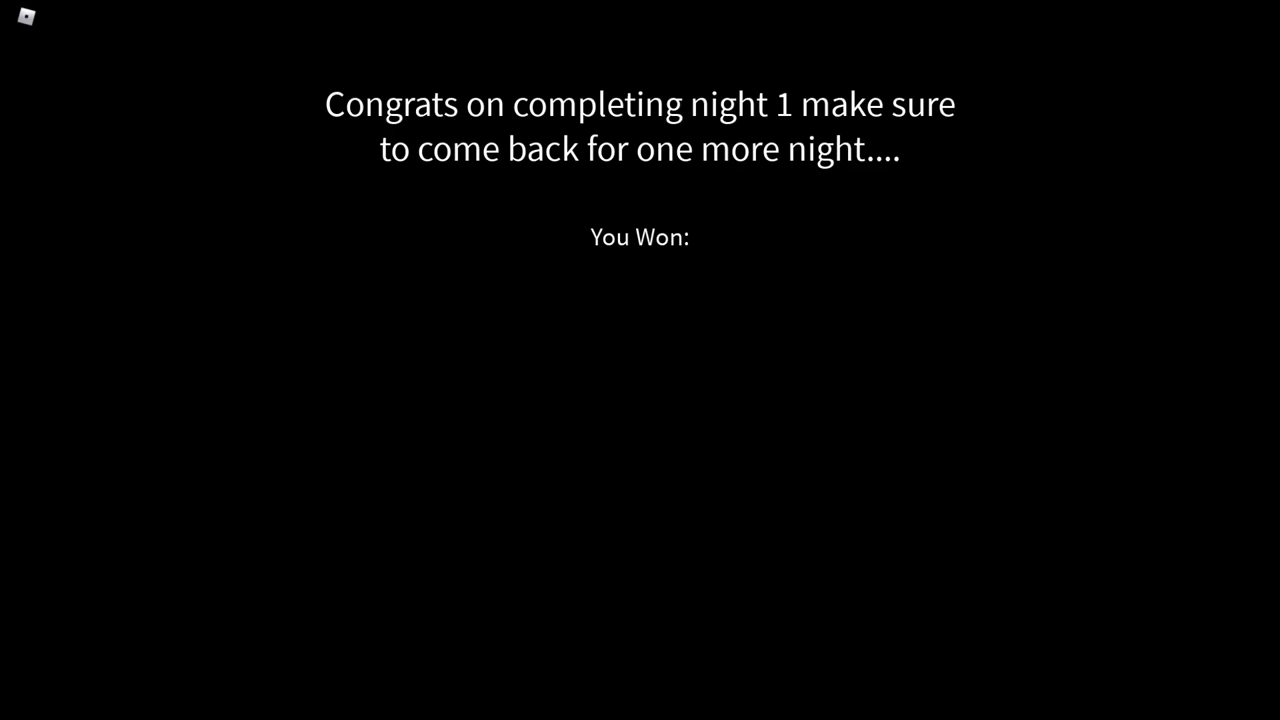 Congrats on completing night 1 make sure
to come back for one more night....
You Won: